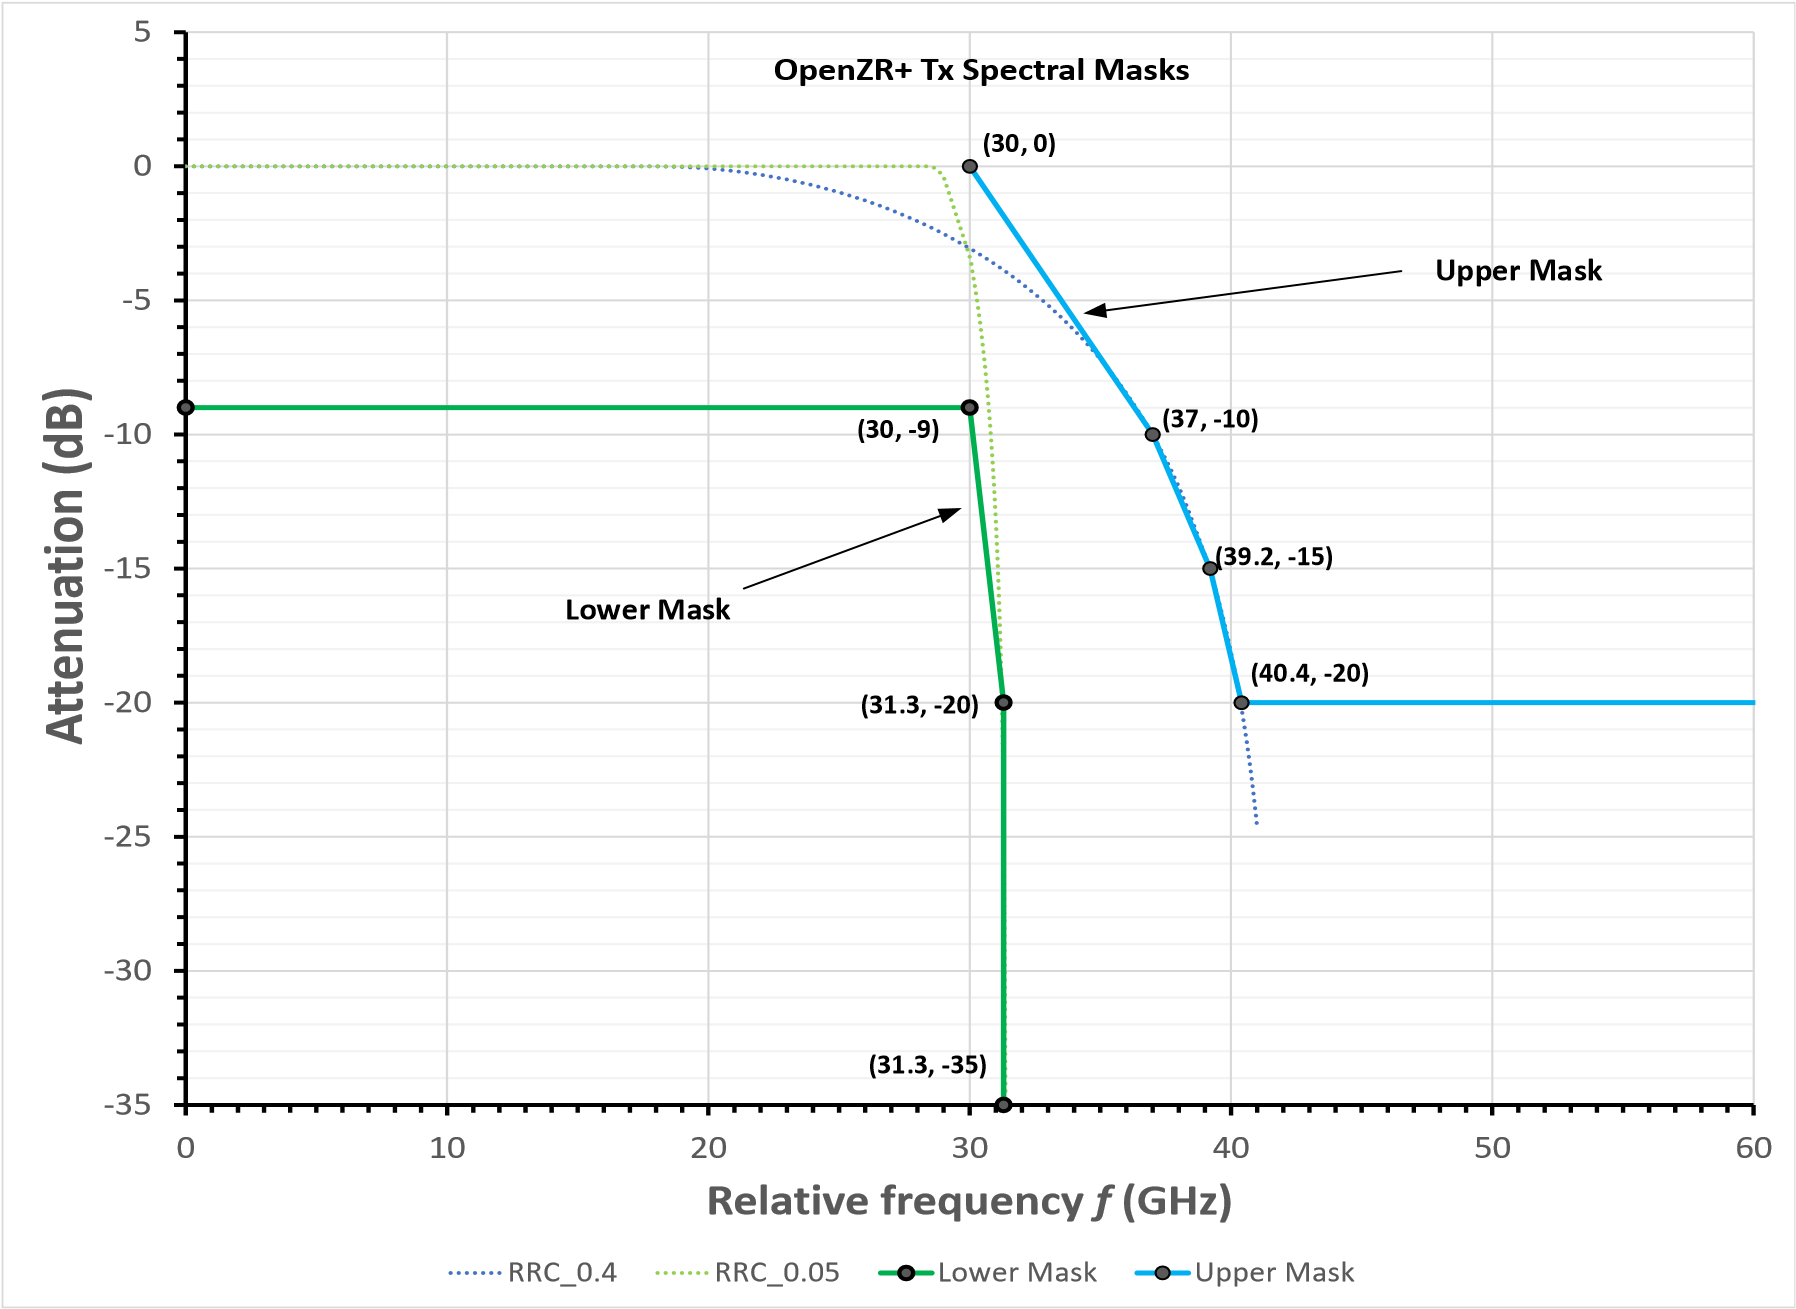 OpenZR+ Tx Spectral Masks
5
0
-5
-10
-15
-20
-25
-30
-35
Attenuation (dB)
(30, 0)
Upper Mask
(37, -10)
(30, -9)
(39.2, -15)
Lower Mask
(40.4, -20)
(31.3, -20)
(31.3, -35)
0 10 20 30 40 50 60
Relative frequency f (GHz)
RRC_0.4 RRC_0.05 Lower Mask Upper Mask